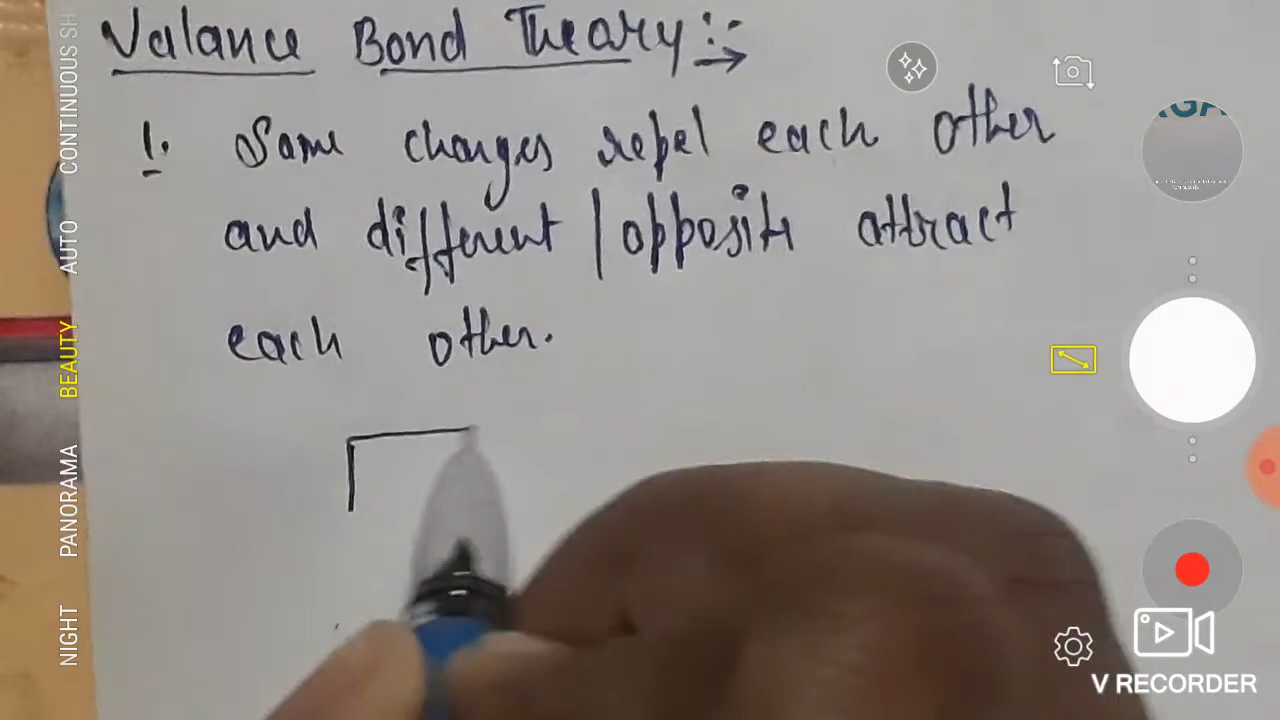 Valance Bond Theary :- →
1. Same charges repel each other
and different / opposite attract
each other.
CONTINUOUS SH
AUTO
BEAUTY
PANORAMA
NIGHT
V RECORDER